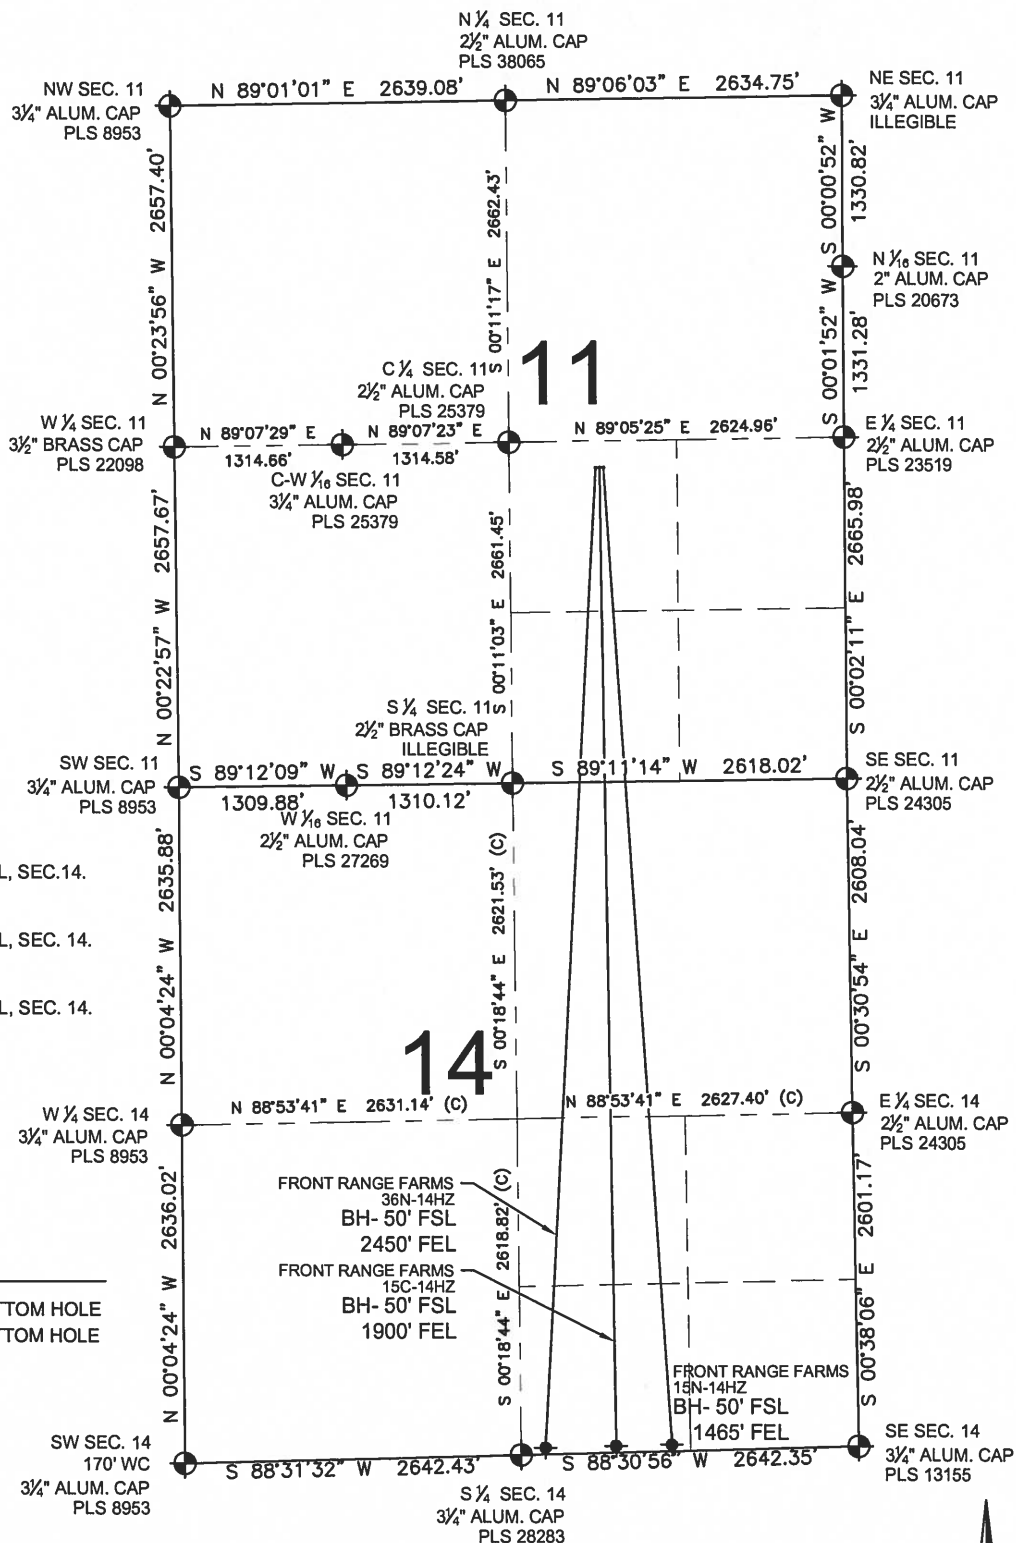 N ¼ SEC. 11
2½" ALUM. CAP
PLS 38065
NW SEC. 11
3¼" ALUM. CAP
PLS 8953
N 89°01'01" E 2639.08'
N 89°06'03" E 2634.75'
NE SEC. 11
3¼" ALUM. CAP
ILLEGIBLE
N 00°23'56" W 2657.40'
S 00°11'17" E 2662.43'
S 00°00'52" W
1330.82'
N 1⁄16 SEC. 11
2" ALUM. CAP
PLS 20673
S 00°01'52" W
1331.28'
11
C ¼ SEC. 11
2½" ALUM. CAP
PLS 25379
W ¼ SEC. 11
3½" BRASS CAP
PLS 22098
N 89°07'29" E
1314.66'
N 89°07'23" E
1314.58'
N 89°05'25" E 2624.96'
E ¼ SEC. 11
2½" ALUM. CAP
PLS 23519
C-W 1⁄16 SEC. 11
3¼" ALUM. CAP
PLS 25379
N 00°22'57" W 2657.67'
S 00°11'03" E 2661.45'
S 00°02'11" E 2665.98'
S ¼ SEC. 11
2½" BRASS CAP
ILLEGIBLE
SW SEC. 11
3¼" ALUM. CAP
PLS 8953
S 89°12'09" W
1309.88'
S 89°12'24" W
1310.12'
S 89°11'14" W 2618.02'
SE SEC. 11
2½" ALUM. CAP
PLS 24305
W 1⁄16 SEC. 11
2½" ALUM. CAP
PLS 27269
L, SEC.14.
L, SEC. 14.
L, SEC. 14.
N 00°04'24" W 2635.88'
S 00°18'44" E 2621.53' (C)
S 00°30'54" E 2608.04'
14
W ¼ SEC. 14
3¼" ALUM. CAP
PLS 8953
N 88°53'41" E 2631.14' (C)
N 88°53'41" E 2627.40' (C)
E ¼ SEC. 14
2½" ALUM. CAP
PLS 24305
N 00°04'24" W 2636.02'
S 00°18'44" E 2618.82' (C)
S 00°38'06" E 2601.17'
FRONT RANGE FARMS
36N-14HZ
BH- 50' FSL
2450' FEL
FRONT RANGE FARMS
15C-14HZ
BH- 50' FSL
1900' FEL
TOM HOLE
TOM HOLE
FRONT RANGE FARMS
15N-14HZ
BH- 50' FSL
1465' FEL
SW SEC. 14
170' WC
3¼" ALUM. CAP
PLS 8953
S 88°31'32" W 2642.43'
S 88°30'56" W 2642.35'
SE SEC. 14
3¼" ALUM. CAP
PLS 13155
S ¼ SEC. 14
3¼" ALUM. CAP
PLS 28283